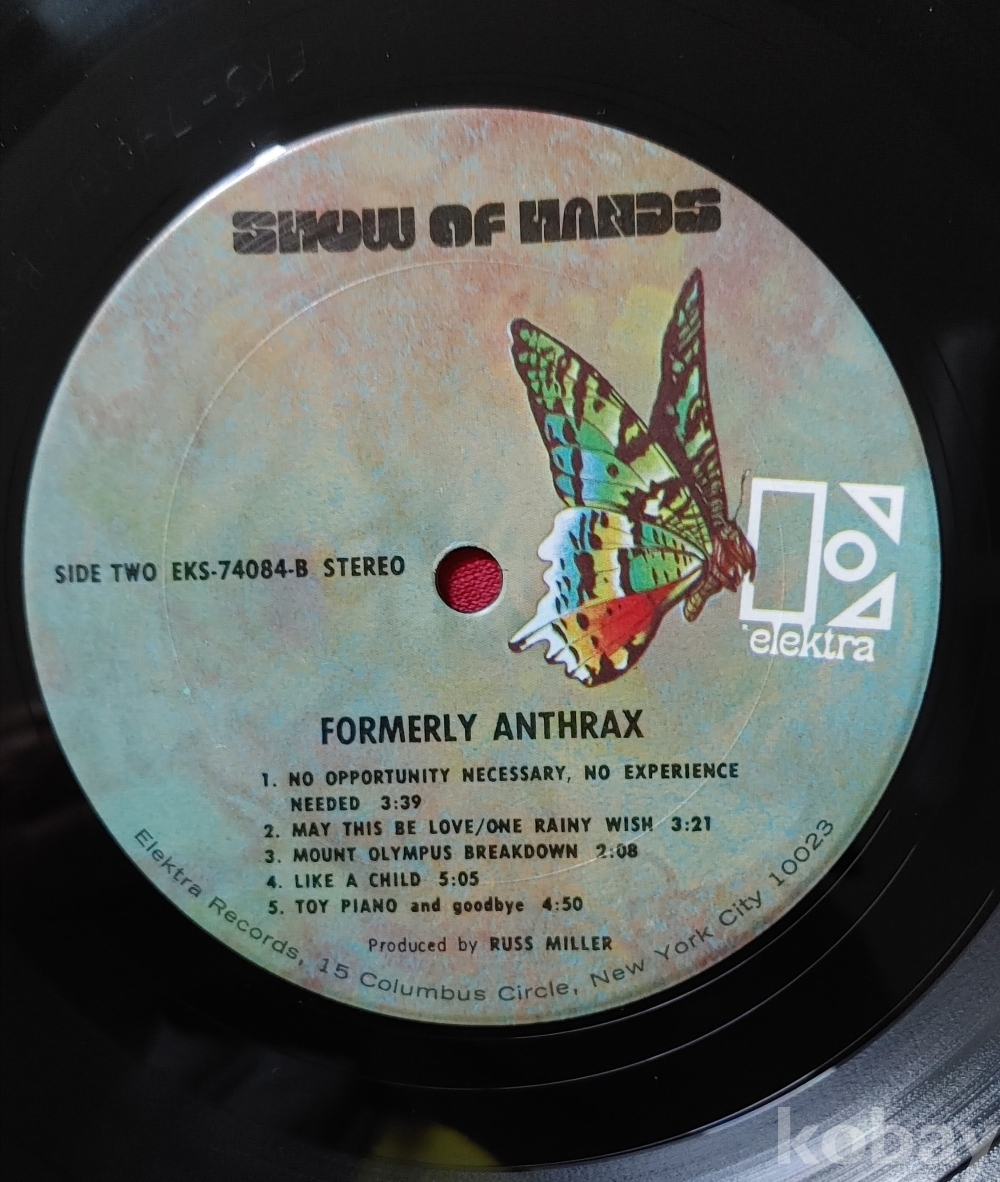 SHOW OF HANDS
elektra
SIDE TWO EKS-74084-B STEREO
FORMERLY ANTHRAX
1. NO OPPORTUNITY NECESSARY, NO EXPERIENCE
NEEDED 3:39
2. MAY THIS BE LOVE/ONE RAINY WISH 3:21
3. MOUNT OLYMPUS BREAKDOWN 2:08
4. LIKE A CHILD 5:05
5. TOY PIANO and goodbye 4:50
Produced by RUSS MILLER
Elektra Records, 15 Columbus Circle, New York City 10023